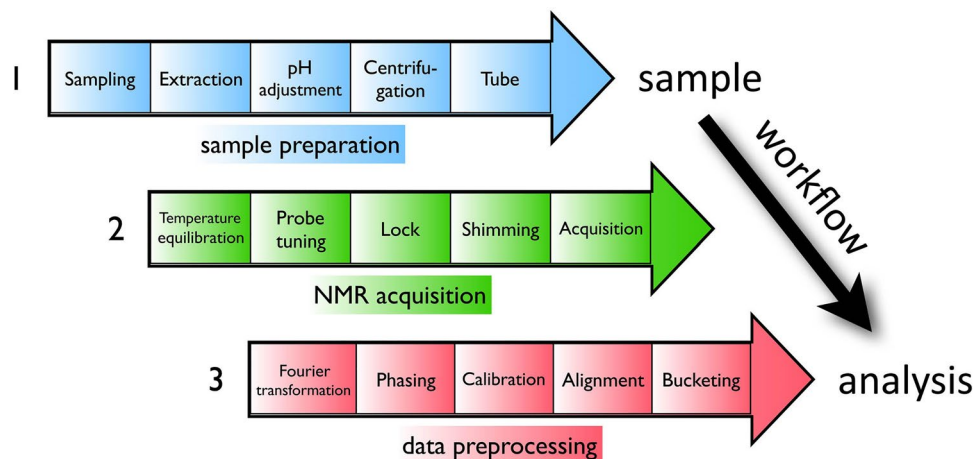 1
Sampling
Extraction
pH
adjustment
Centrifu-
gation
Tube
sample
sample preparation
workflow
2
Temperature
equilibration
Probe
tuning
Lock
Shimming
Acquisition
NMR acquisition
3
Fourier
transformation
Phasing
Calibration
Alignment
Bucketing
analysis
data preprocessing